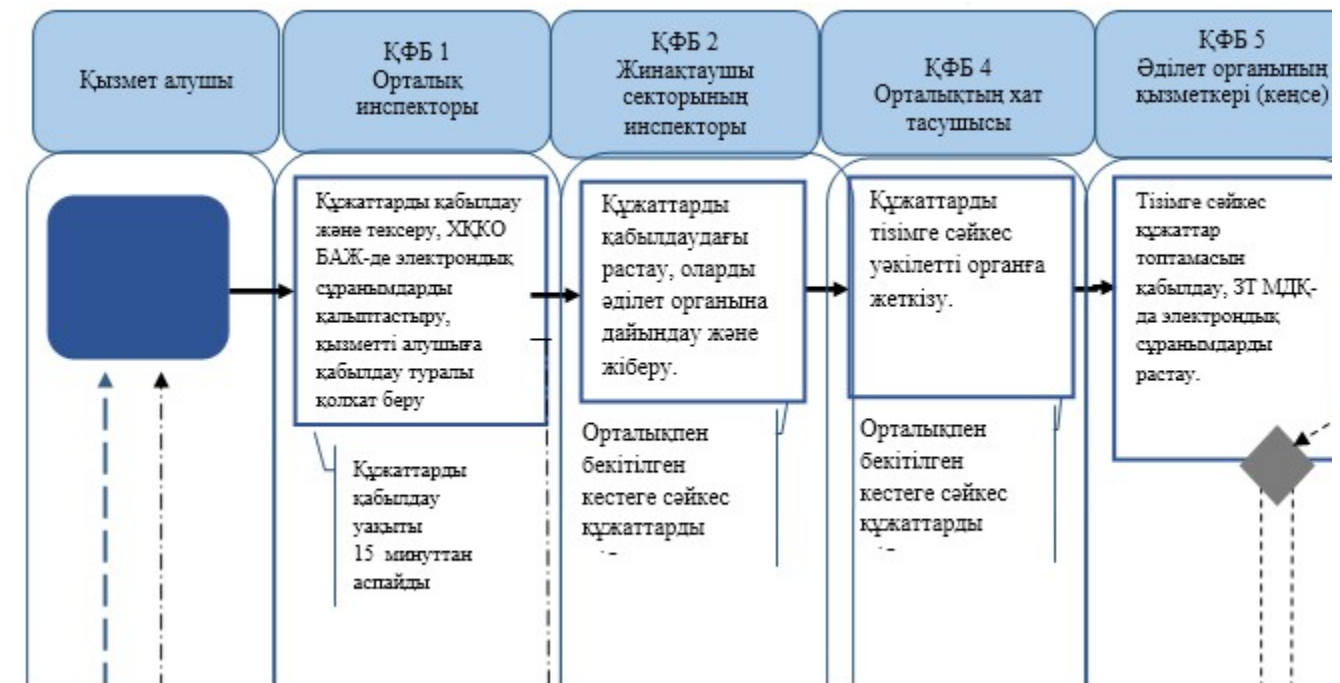 Қызмет алушы
ҚФБ 1
Орталық
инспекторы
ҚФБ 2
Жинақтаушы
секторының
инспекторы
ҚФБ 4
Орталықтың хат
тасушысы
ҚФБ 5
Әділет органының
қызметкері (кеңсе)
Құжаттарды қабылдау
және тексеру, ХҚКО
БАЖ-де электрондық
сұранымдарды
қалыптастыру,
қызметті алушыға
қабылдау туралы
қолхат беру
Құжаттарды
қабылдаудағы
растау, оларды
әділет органына
дайындау және
жіберу.
Құжаттарды
тізімге сәйкес
уәкілетті органға
жеткізу.
Тізімге сәйкес
құжаттар
топтамасын
қабылдау, ЗТ МДҚ-
да электрондық
сұранымдарды
растау.
Құжаттарды
қабылдау
уақыты
15 минуттан
аспайды
Орталықпен
бекітілген
кестеге сәйкес
құжаттарды
Орталықпен
бекітілген
кестеге сәйкес
құжаттарды